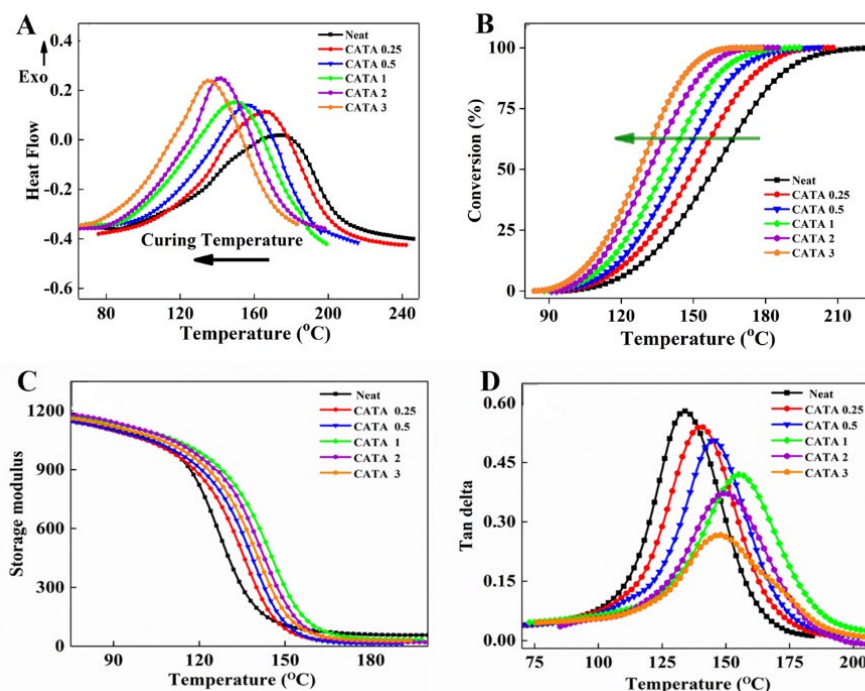 A
Exo
Heat Flow
0.4
0.2
0.0
-0.2
-0.4
-0.6
Neat
CATA 0.25
CATA 0.5
CATA 1
CATA 2
CATA 3
Curing Temperature
80 120 160 200 240
Temperature (°C)
B
Conversion (%)
100
75
50
25
0
Neat
CATA 0.25
CATA 0.5
CATA 1
CATA 2
CATA 3
90 120 150 180 210
Temperature (°C)
C
Storage modulus
1200
900
600
300
0
Neat
CATA 0.25
CATA 0.5
CATA 1
CATA 2
CATA 3
90 120 150 180
Temperature (°C)
D
Tan delta
0.60
0.45
0.30
0.15
0.00
Neat
CATA 0.25
CATA 0.5
CATA 1
CATA 2
CATA 3
75 100 125 150 175 200
Temperature (°C)